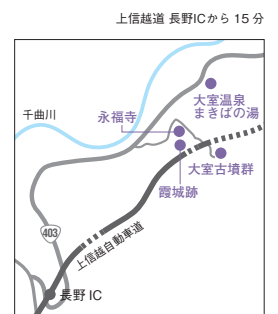 上信越道 長野ICから 15 分
千曲川
永福寺
大室温泉
まきばの湯
大室古墳群
霞城跡
403
上信越自動車道
長野 IC